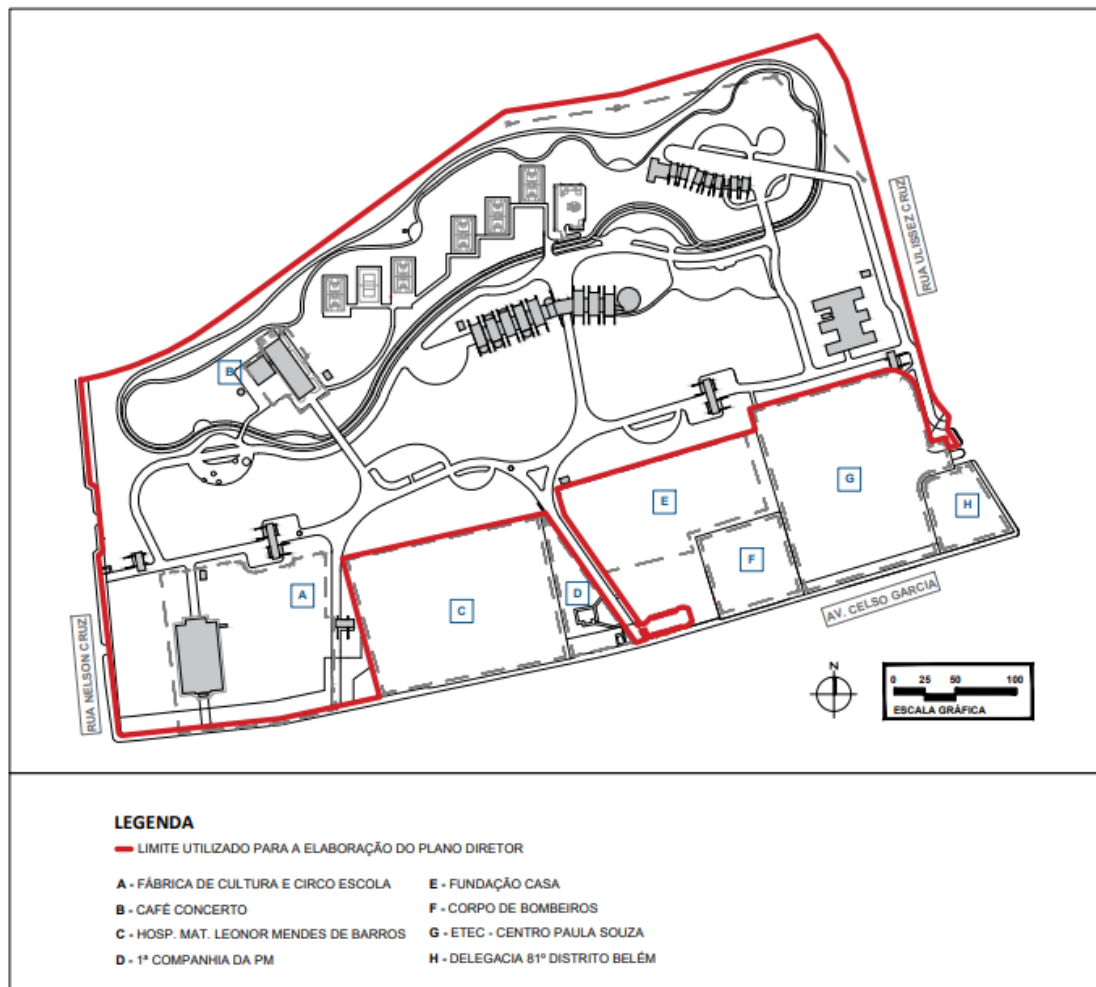 RUA ULISSEZ CRUZ
B
E
G
H
F
A
D
C
AV. CELSO GARCIA
RUA NELSON CRUZ
N
0 25 50 100
ESCALA GRÁFICA
LEGENDA
LIMITE UTILIZADO PARA A ELABORAÇÃO DO PLANO DIRETOR
A - FÁBRICA DE CULTURA E CIRCO ESCOLA
B - CAFÉ CONCERTO
C - HOSP. MAT. LEONOR MENDES DE BARROS
D - 1ª COMPANHIA DA PM
E - FUNDAÇÃO CASA
F - CORPO DE BOMBEIROS
G - ETEC - CENTRO PAULA SOUZA
H - DELEGACIA 81º DISTRITO BELÉM